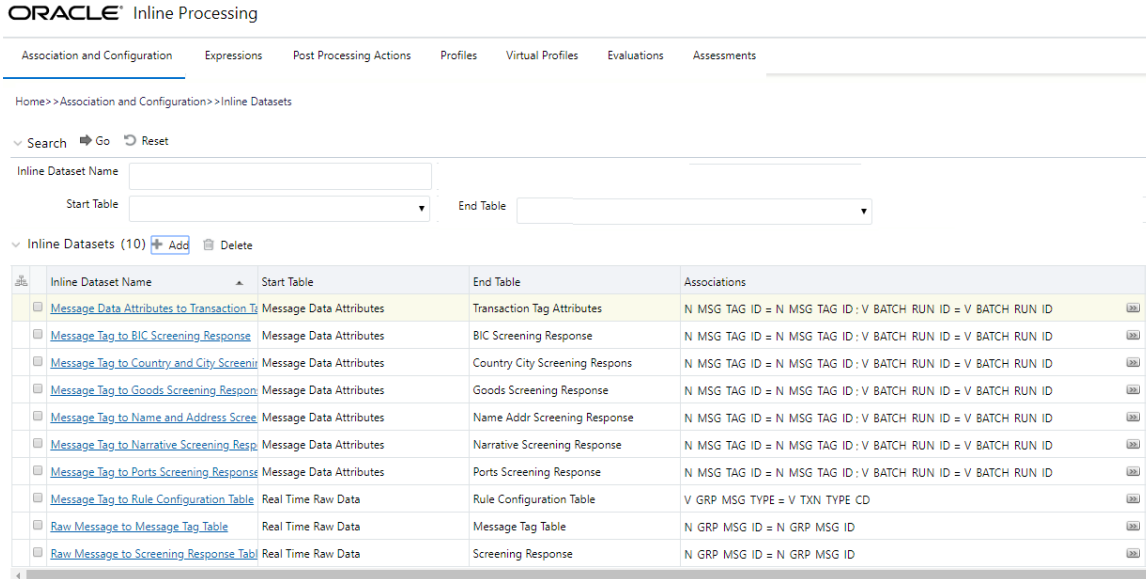 ORACLE® Inline Processing
Association and Configuration Expressions Post Processing Actions Profiles Virtual Profiles Evaluations Assessments
Home>>Association and Configuration>>Inline Datasets
Search Go Reset
Inline Dataset Name
Start Table End Table
Inline Datasets (10) Add Delete
Inline Dataset Name Start Table End Table Associations
Message Data Attributes to Transaction Ta Message Data Attributes Transaction Tag Attributes N MSG TAG ID = N MSG TAG ID ; V BATCH RUN ID = V BATCH RUN ID
Message Tag to BIC Screening Response Message Data Attributes BIC Screening Response N MSG TAG ID = N MSG TAG ID ; V BATCH RUN ID = V BATCH RUN ID
Message Tag to Country and City Screenin Message Data Attributes Country City Screening Respons N MSG TAG ID = N MSG TAG ID ; V BATCH RUN ID = V BATCH RUN ID
Message Tag to Goods Screening Respons Message Data Attributes Goods Screening Response N MSG TAG ID = N MSG TAG ID ; V BATCH RUN ID = V BATCH RUN ID
Message Tag to Name and Address Scree Message Data Attributes Name Addr Screening Response N MSG TAG ID = N MSG TAG ID ; V BATCH RUN ID = V BATCH RUN ID
Message Tag to Narrative Screening Resp Message Data Attributes Narrative Screening Response N MSG TAG ID = N MSG TAG ID ; V BATCH RUN ID = V BATCH RUN ID
Message Tag to Ports Screening Response Message Data Attributes Ports Screening Response N MSG TAG ID = N MSG TAG ID ; V BATCH RUN ID = V BATCH RUN ID
Message Tag to Rule Configuration Table Real Time Raw Data Rule Configuration Table V GRP MSG TYPE = V TXN TYPE CD
Raw Message to Message Tag Table Real Time Raw Data Message Tag Table N GRP MSG ID = N GRP MSG ID
Raw Message to Screening Response Tabl Real Time Raw Data Screening Response N GRP MSG ID = N GRP MSG ID